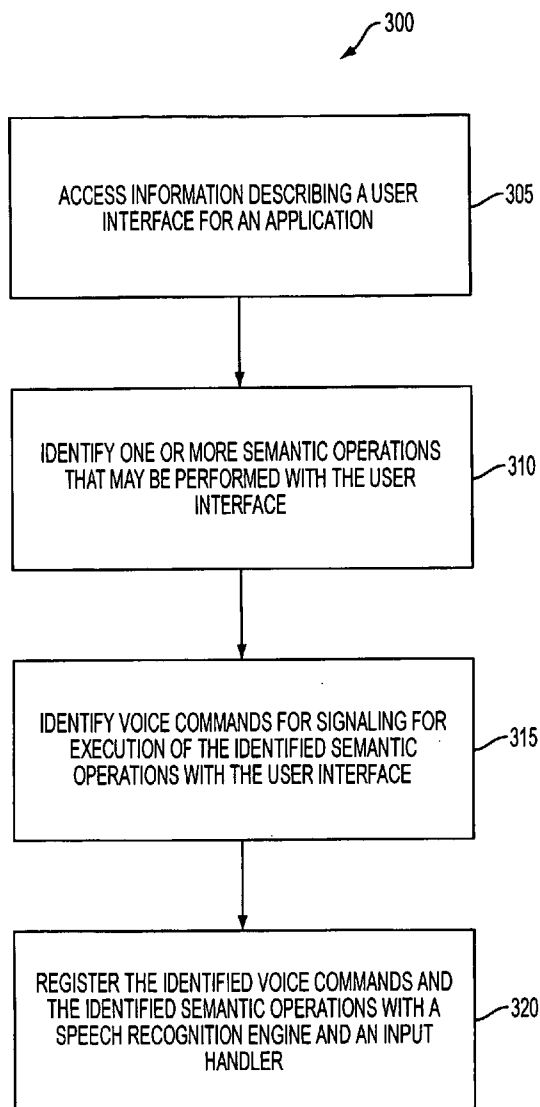 300
ACCESS INFORMATION DESCRIBING A USER
INTERFACE FOR AN APPLICATION
305
IDENTIFY ONE OR MORE SEMANTIC OPERATIONS
THAT MAY BE PERFORMED WITH THE USER
INTERFACE
310
IDENTIFY VOICE COMMANDS FOR SIGNALING FOR
EXECUTION OF THE IDENTIFIED SEMANTIC
OPERATIONS WITH THE USER INTERFACE
315
REGISTER THE IDENTIFIED VOICE COMMANDS AND
THE IDENTIFIED SEMANTIC OPERATIONS WITH A
SPEECH RECOGNITION ENGINE AND AN INPUT
HANDLER
320